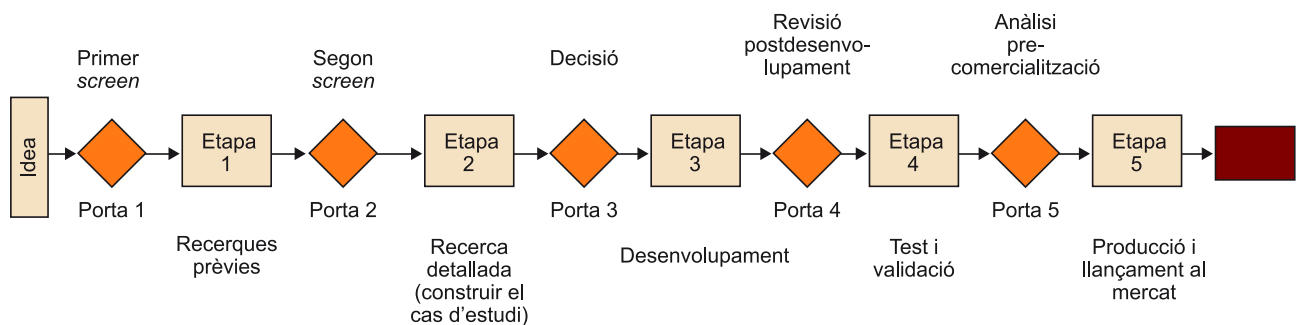 Primer
screen
Segon
screen
Decisió
Revisió
postdesenvo-
lupament
Anàlisi
pre-
comercialització
Idea
Etapa
1
Etapa
2
Etapa
3
Etapa
4
Etapa
5
Porta 1
Porta 2
Porta 3
Porta 4
Porta 5
Recerques
prèvies
Recerca
detallada
(construir el
cas d’estudi)
Desenvolupament
Test i
validació
Producció i
llançament al
mercat